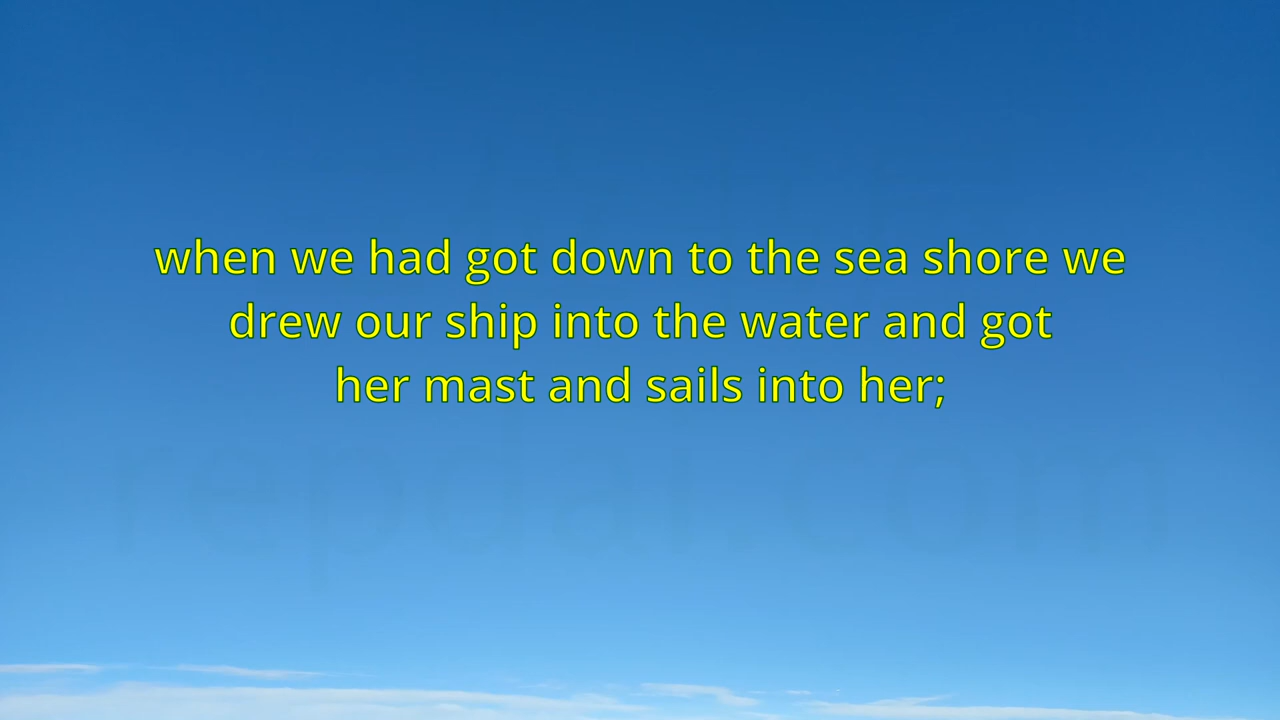 when we had got down to the sea shore we
drew our ship into the water and got
her mast and sails into her;